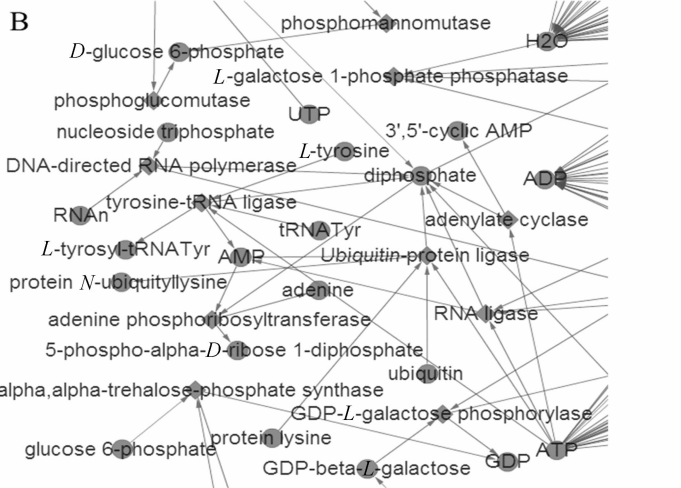 B
phosphomannomutase
H2O
D-glucose 6-phosphate
L-galactose 1-phosphate phosphatase
phosphoglucomutase
UTP
nucleoside triphosphate
3',5'-cyclic AMP
L-tyrosine
DNA-directed RNA polymerase
diphosphate
ADP
tyrosine-tRNA ligase
RNAn
adenylate cyclase
tRNATyr
L-tyrosyl-tRNATyr
AMP
Ubiquitin-protein ligase
protein N-ubiquityllysine
adenine
adenine phosphoribosyltransferase
RNA ligase
5-phospho-alpha-D-ribose 1-diphosphate
ubiquitin
alpha,alpha-trehalose-phosphate synthase
GDP-L-galactose phosphorylase
protein lysine
glucose 6-phosphate
ATP
GDP
GDP-beta-L-galactose